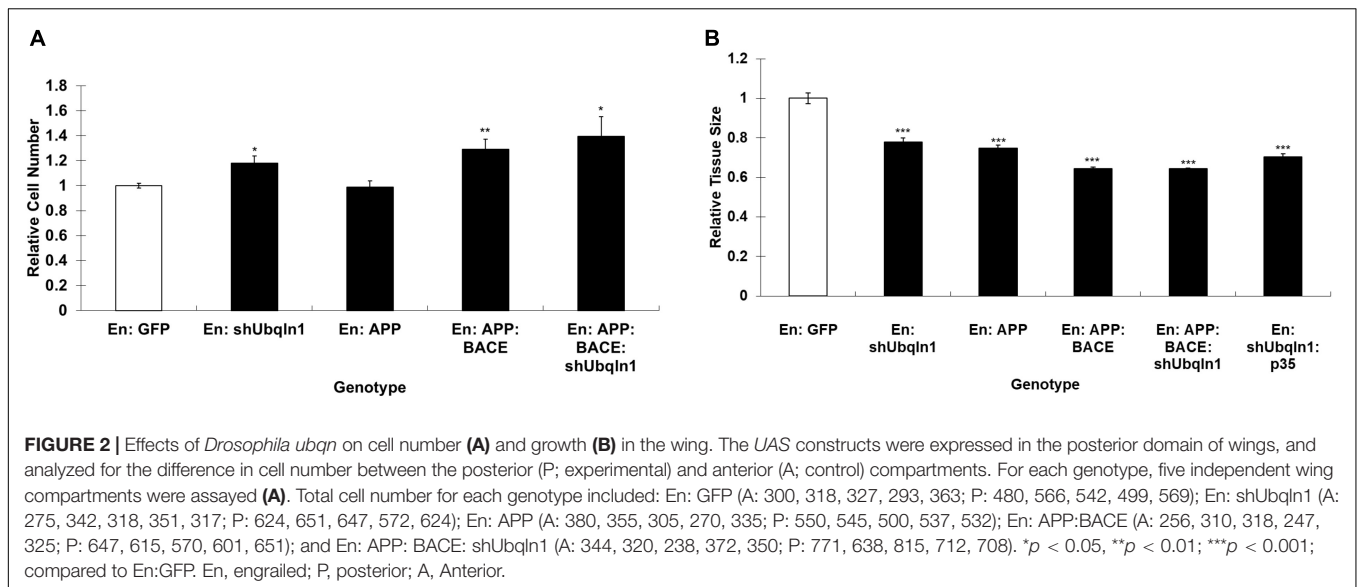 A
Relative Cell Number
1.8
1.6
1.4
1.2
1
0.8
0.6
0.4
0.2
0
*
**
*
En: GFP
En: shUbqln1
En: APP
En: APP:
BACE
En: APP:
BACE:
shUbqln1
Genotype
B
Relative Tissue Size
1.2
1
0.8
0.6
0.4
0.2
0
***
***
***
***
***
En: GFP
En:
shUbqln1
En: APP
En: APP:
BACE
En: APP:
BACE:
shUbqln1
En:
shUbqln1:
p35
Genotype
FIGURE 2 | Effects of Drosophila ubqn on cell number (A) and growth (B) in the wing. The UAS constructs were expressed in the posterior domain of wings, and
analyzed for the difference in cell number between the posterior (P; experimental) and anterior (A; control) compartments. For each genotype, five independent wing
compartments were assayed (A). Total cell number for each genotype included: En: GFP (A: 300, 318, 327, 293, 363; P: 480, 566, 542, 499, 569); En: shUbqln1 (A:
275, 342, 318, 351, 317; P: 624, 651, 647, 572, 624); En: APP (A: 380, 355, 305, 270, 335; P: 550, 545, 500, 537, 532); En: APP:BACE (A: 256, 310, 318, 247,
325; P: 647, 615, 570, 601, 651); and En: APP: BACE: shUbqln1 (A: 344, 320, 238, 372, 350; P: 771, 638, 815, 712, 708). *p < 0.05, **p < 0.01; ***p < 0.001;
compared to En:GFP. En, engrailed; P, posterior; A, Anterior.